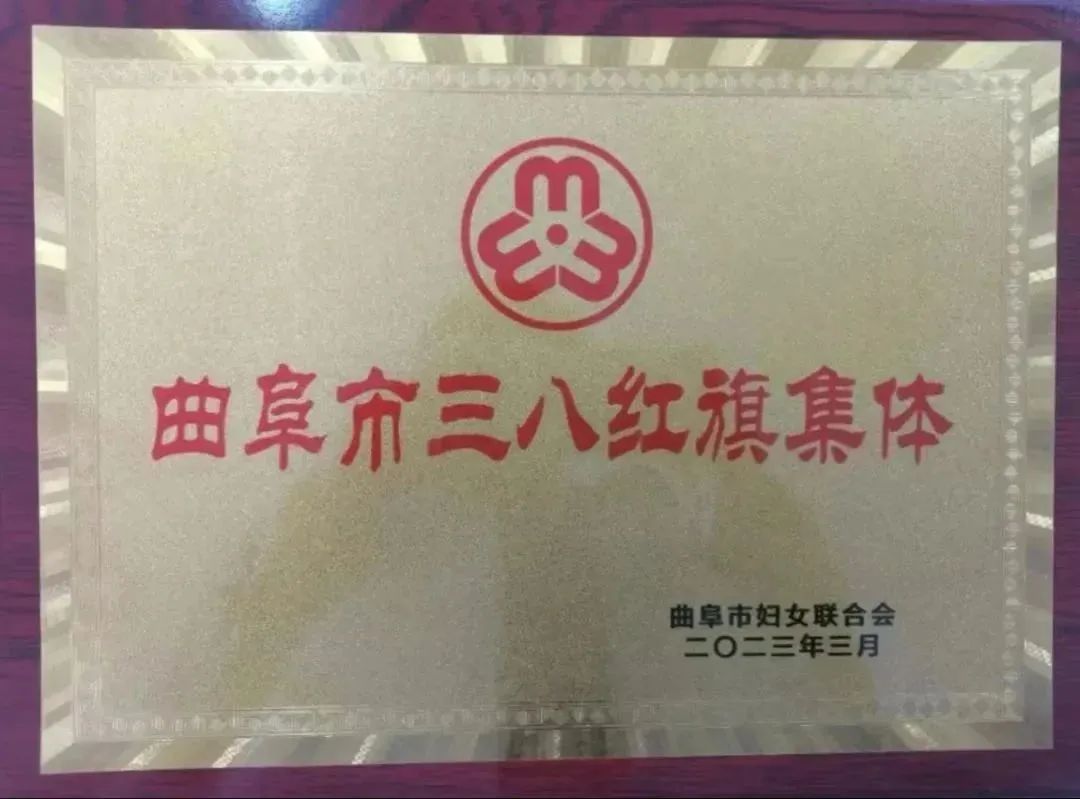 曲阜市三八红旗集体
曲阜市妇女联合会
二〇二三年三月